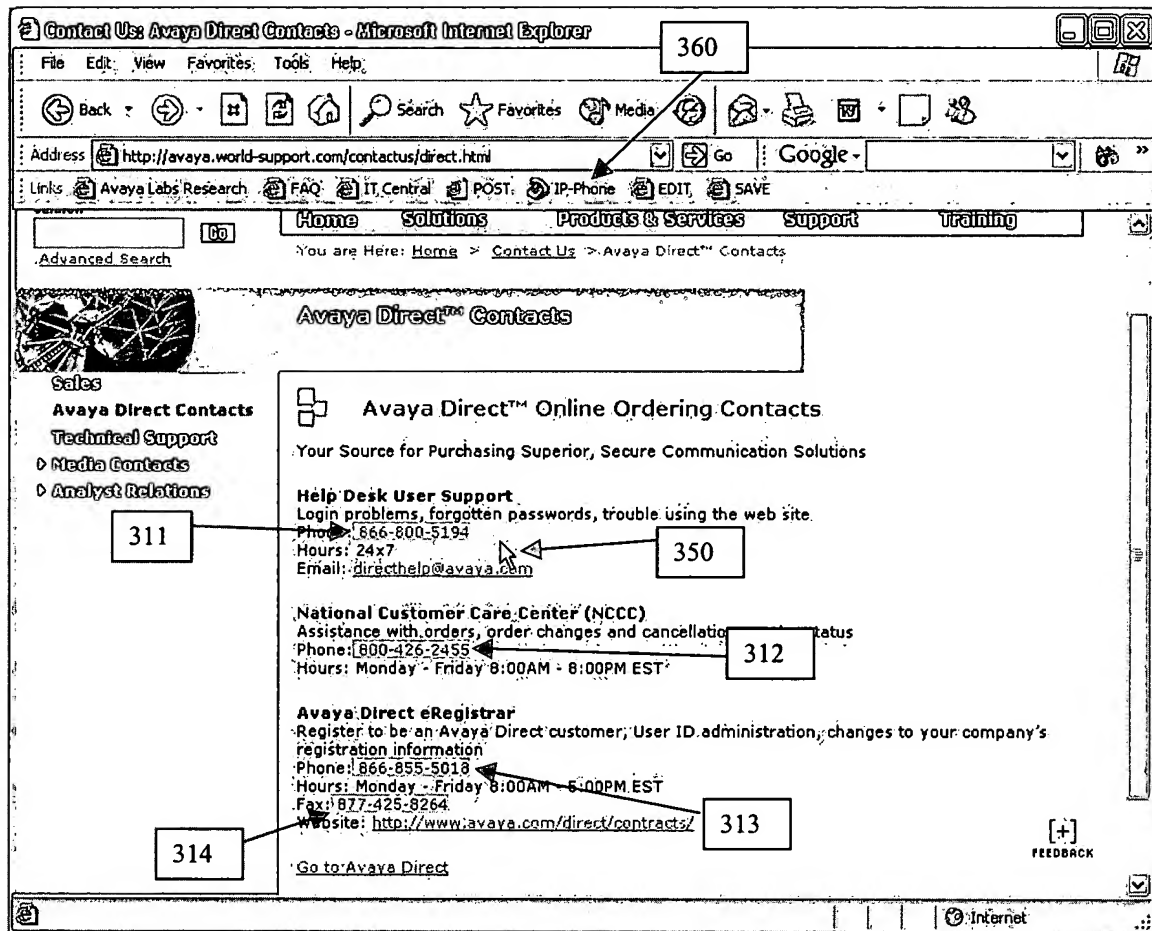 Contact Us: Avaya Direct Contacts - Microsoft Internet Explorer
360
File Edit View Favorites Tools Help
Back Search Favorites Media
Address http://avaya.world-support.com/contactus/direct.html Go Google
Links Avaya Labs Research FAQ IT Central POST IP-Phone EDIT SAVE
Home Solutions Products & Services Support Training
Go
Advanced Search
You are Here: Home > Contact Us > Avaya Direct™ Contacts
Avaya Direct™ Contacts
Sales
Avaya Direct Contacts
Technical Support
Media Contacts
Analyst Relations
Avaya Direct™ Online Ordering Contacts
Your Source for Purchasing Superior, Secure Communication Solutions
Help Desk User Support
Login problems, forgotten passwords, trouble using the web site
311
Phone: 866-800-5194
Hours: 24x7
350
Email: directhelp@avaya.com
National Customer Care Center (NCCC)
Assistance with orders, order changes and
Phone: 800-426-2455
312
Hours: Monday - Friday 8:00AM - 8:00PM EST
Avaya Direct eRegistrar
Register to be an Avaya Direct customer, User ID administration, changes to your company's
registration information
Phone: 866-855-5018
Hours: Monday - Friday 8:00AM - 5:00PM EST
Fax: 877-425-8264
Website: http://www.avaya.com/direct/contracts/
313
314
[+]
FEEDBACK
Go to Avaya Direct
Internet